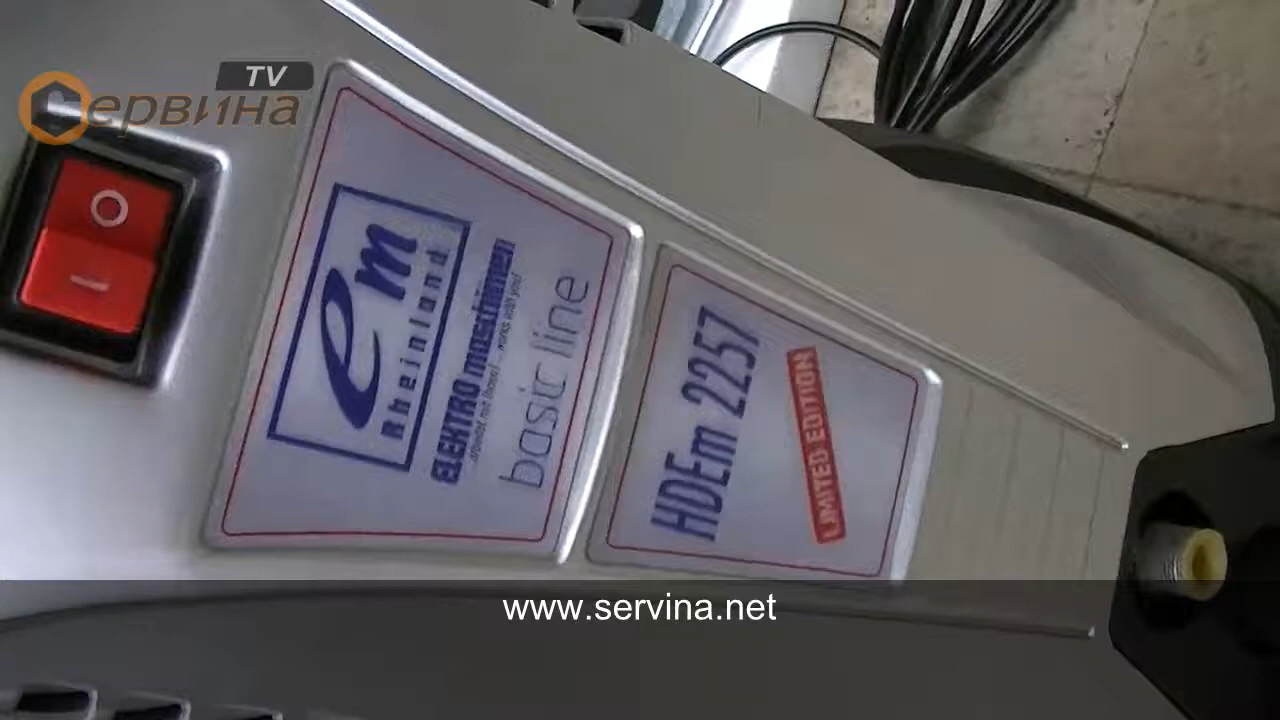 TV
Сервина
O
I
em
Rheinland
ELEKTRO maschinen
basic line
HDEm 2257
LIMITED EDITION
www.servina.net